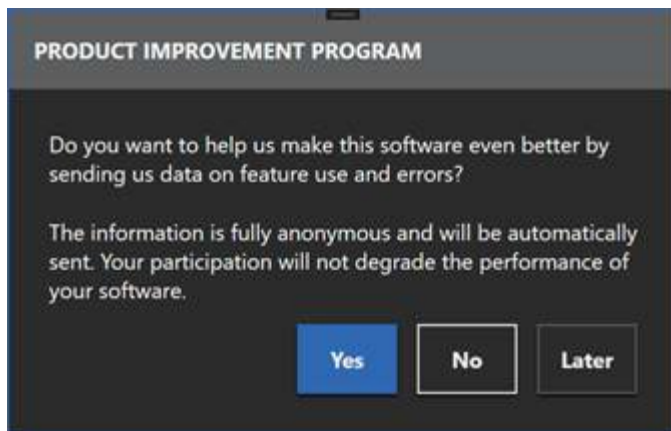 PRODUCT IMPROVEMENT PROGRAM
Do you want to help us make this software even better by
sending us data on feature use and errors?
The information is fully anonymous and will be automatically
sent. Your participation will not degrade the performance of
your software.
Yes No Later